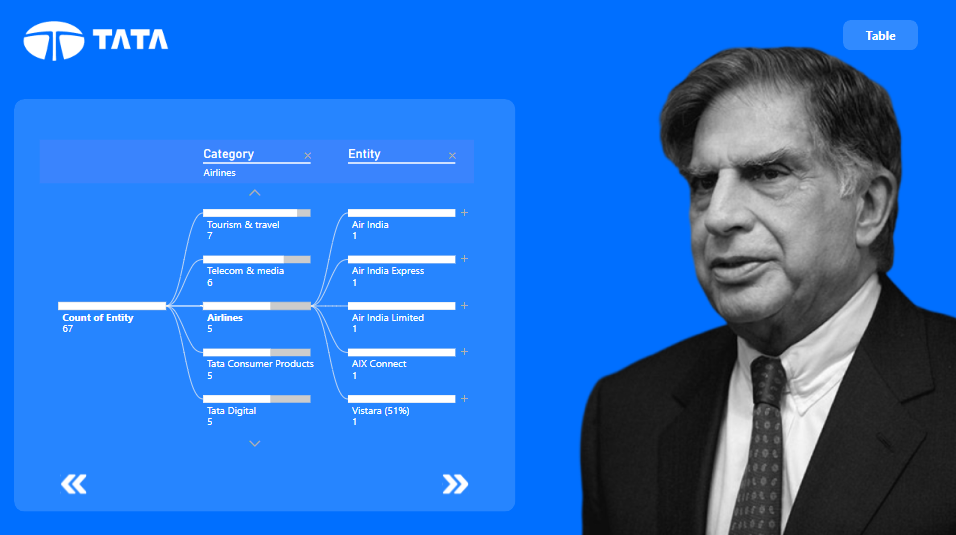 TATA
Table
Category
Entity
Airlines
Tourism & travel
7
Air India
1
Telecom & media
6
Air India Express
1
Count of Entity
67
Airlines
5
Air India Limited
1
Tata Consumer Products
5
AIX Connect
1
Tata Digital
5
Vistara (51%)
1